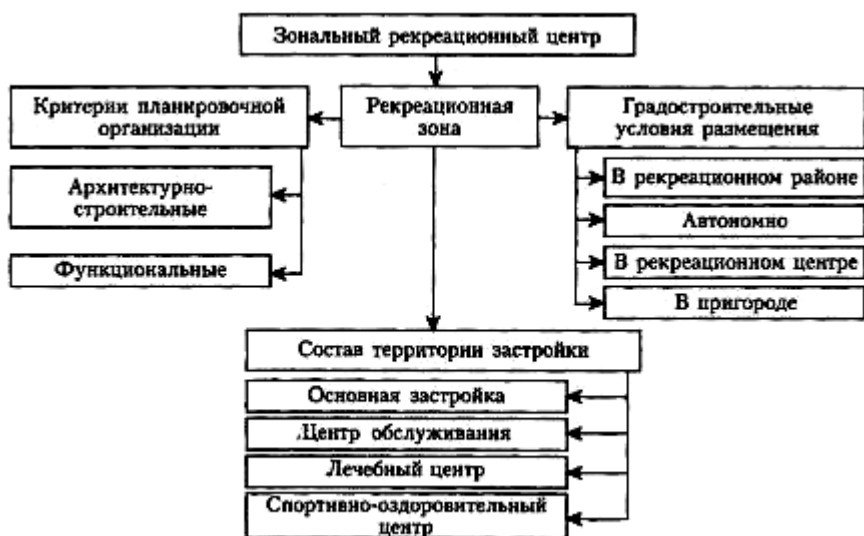 Зональный рекреационный центр
Критерии планировочной
организации
Рекреационная
зона
Градостроительные
условия размещения
Архитектурно-
строительные
Функциональные
В рекреационном районе
Автономно
В рекреационном центре
В пригороде
Состав территории застройки
Основная застройка
Центр обслуживания
Лечебный центр
Спортивно-оздоровительный
центр